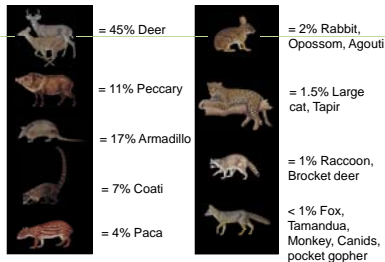 = 45% Deer
= 11% Peccary
= 17% Armadillo
= 7% Coati
= 4% Paca
= 2% Rabbit,
Opossom, Agouti
= 1.5% Large
cat, Tapir
= 1% Raccoon,
Brocket deer
< 1% Fox,
Tamandua,
Monkey, Canids,
pocket gopher